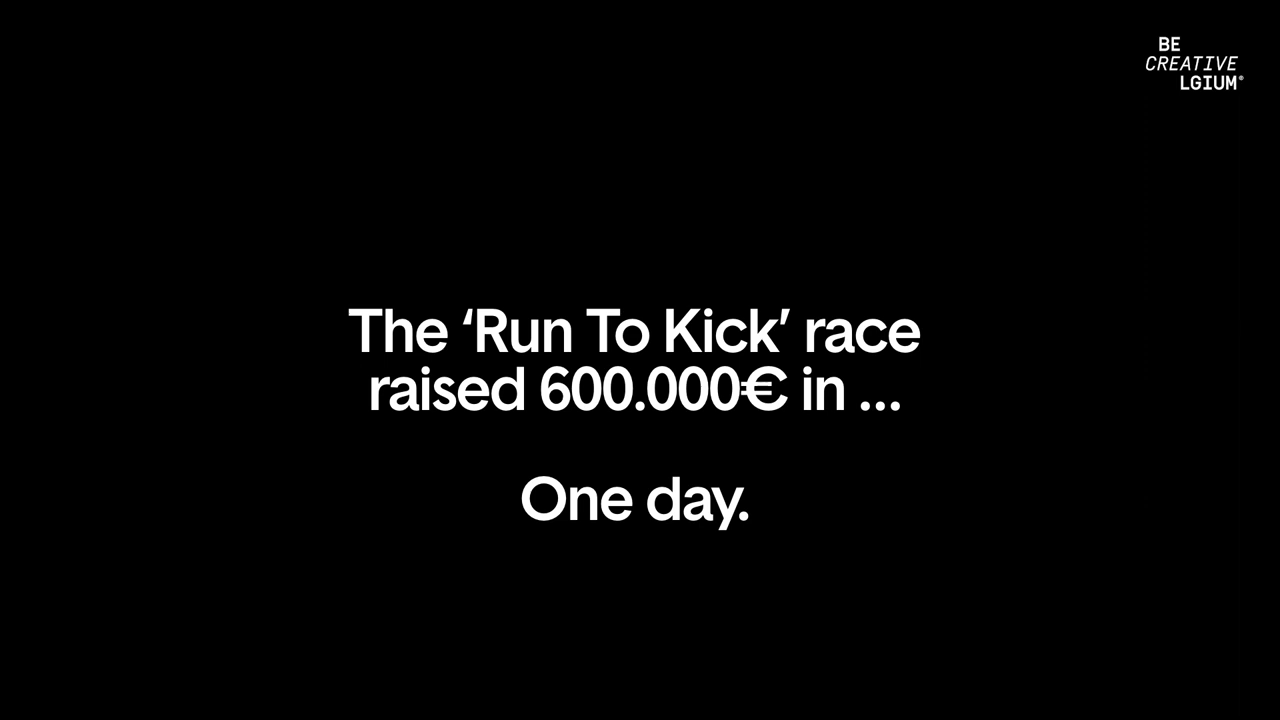 BE
CREATIVE
LGIUM®
The ‘Run To Kick’ race
raised 600.000€ in ...
One day.